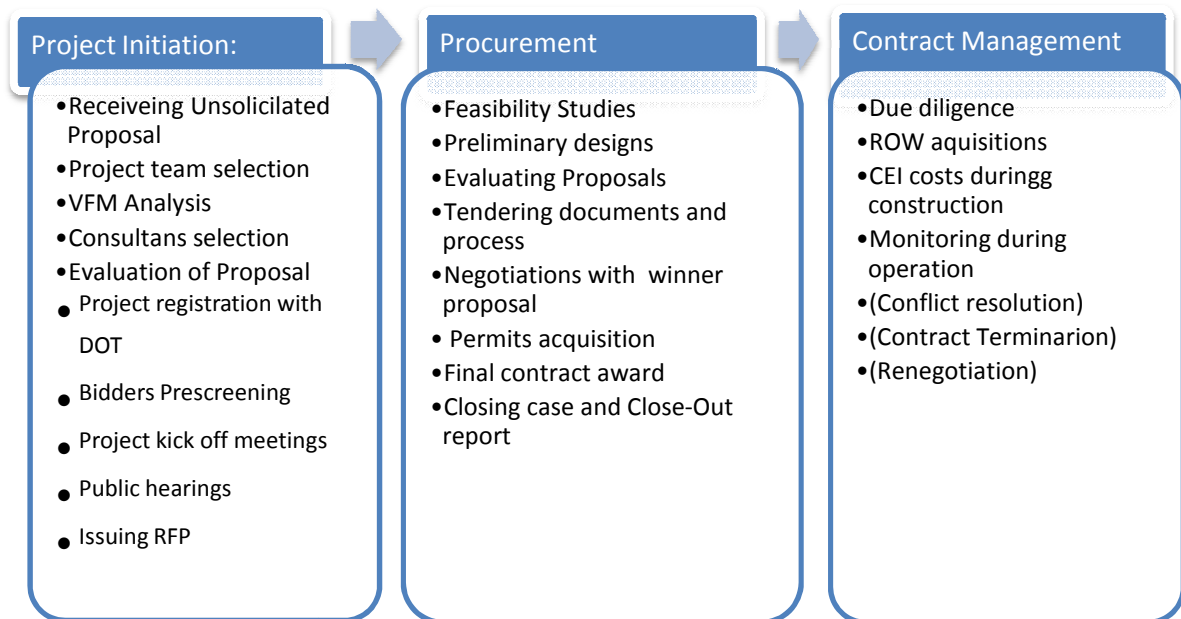 Project Initiation:
•Receiveing Unsolicilated
Proposal
•Project team selection
•VFM Analysis
•Consultans selection
•Evaluation of Proposal
• Project registration with
DOT
• Bidders Prescreening
• Project kick off meetings
• Public hearings
• Issuing RFP
Procurement
•Feasibility Studies
•Preliminary designs
•Evaluating Proposals
•Tendering documents and
process
•Negotiations with winner
proposal
• Permits acquisition
•Final contract award
•Closing case and Close-Out
report
Contract Management
•Due diligence
•ROW aquisitions
•CEI costs duringg
construction
•Monitoring during
operation
•(Conflict resolution)
•(Contract Terminarion)
•(Renegotiation)